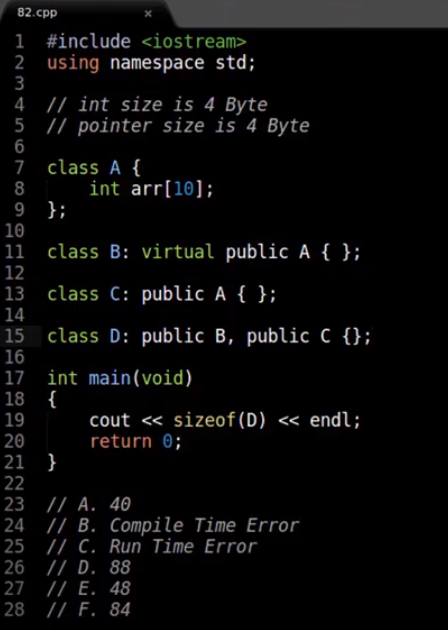 82.cpp ×
1 #include <iostream>
2 using namespace std;
3
4 // int size is 4 Byte
5 // pointer size is 4 Byte
6
7 class A {
8 int arr[10];
9 };
10
11 class B: virtual public A { };
12
13 class C: public A { };
14
15 class D: public B, public C {};
16
17 int main(void)
18 {
19 cout << sizeof(D) << endl;
20 return 0;
21 }
22
23 // A. 40
24 // B. Compile Time Error
25 // C. Run Time Error
26 // D. 88
27 // E. 48
28 // F. 84